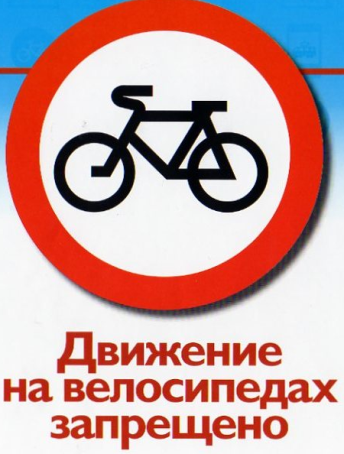 Движение
на велосипедах
запрещено